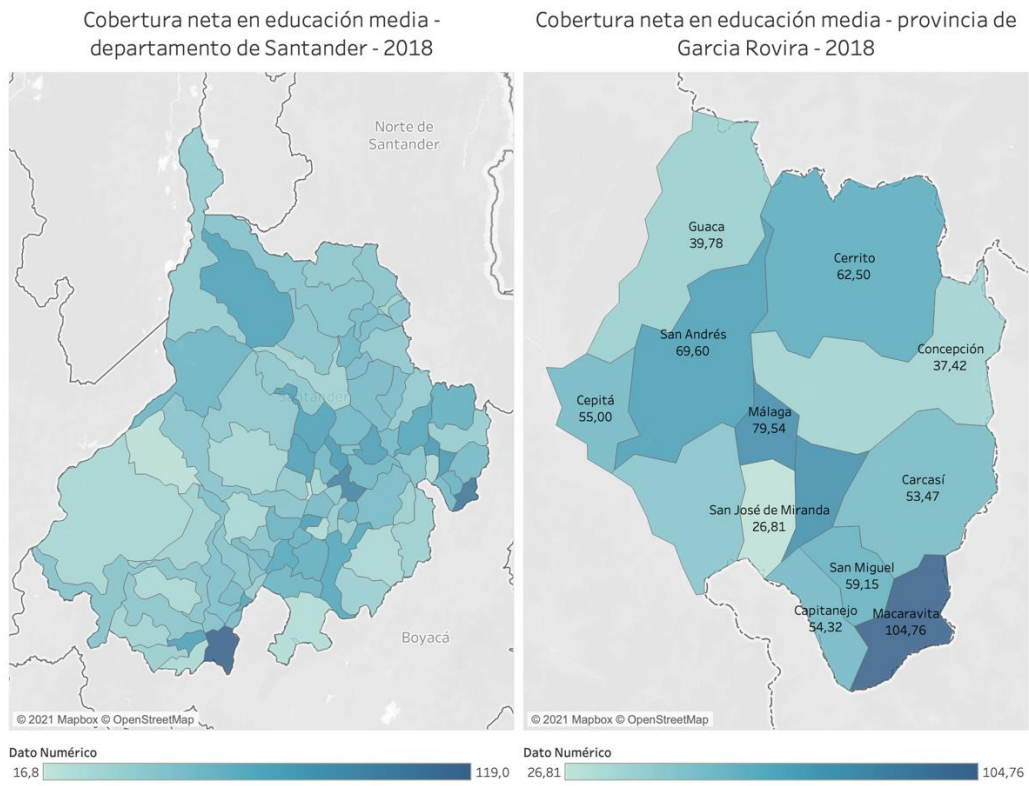 Cobertura neta en educación media -
departamento de Santander - 2018
Norte de
Santander
Santander
Boyacá
© 2021 Mapbox © OpenStreetMap
Dato Numérico
16,8
119,0
Cobertura neta en educación media - provincia de
Garcia Rovira - 2018
Guaca
39,78
Cerrito
62,50
San Andrés
69,60
Concepción
37,42
Cepitá
55,00
Málaga
79,54
Carcasí
53,47
San José de Miranda
26,81
San Miguel
59,15
Capitanejo
54,32
Macaravita
104,76
© 2021 Mapbox © OpenStreetMap
Dato Numérico
26,81
104,76